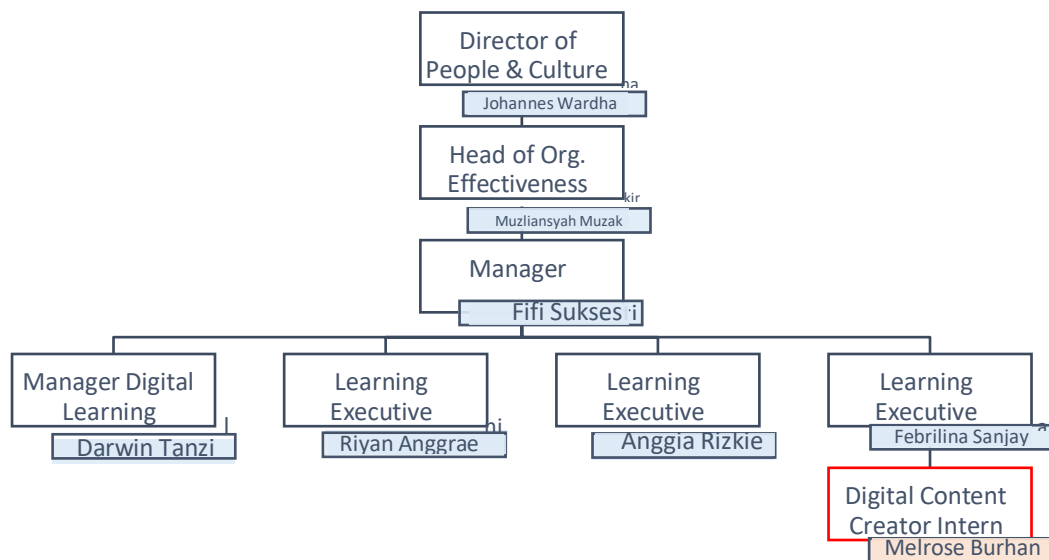 Director of
People & Culture
Johannes Wardha
Head of Org.
Effectiveness
Muzliansyah Muzak
Manager
Fifi Sukses
Manager Digital
Learning
Darwin Tanzi
Learning
Executive
Riyan Anggrae
Learning
Executive
Anggia Rizkie
Learning
Executive
Febrilina Sanjay
Digital Content
Creator Intern
Melrose Burhan